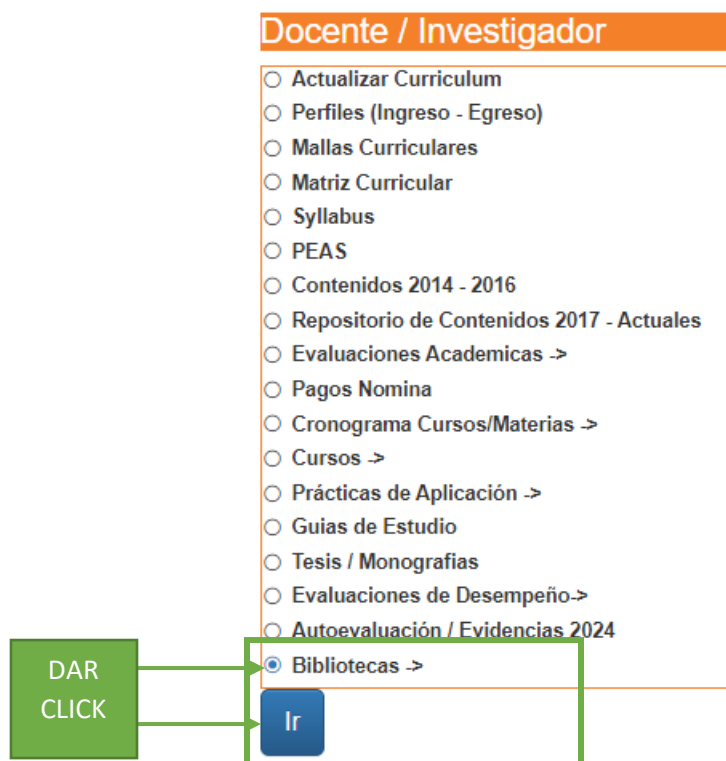 Docente / Investigador
Actualizar Curriculum
Perfiles (Ingreso - Egreso)
Mallas Curriculares
Matriz Curricular
Syllabus
PEAS
Contenidos 2014 - 2016
Repositorio de Contenidos 2017 - Actuales
Evaluaciones Academicas ->
Pagos Nomina
Cronograma Cursos/Materias ->
Cursos ->
Prácticas de Aplicación ->
Guias de Estudio
Tesis / Monografias
Evaluaciones de Desempeño->
Autoevaluación / Evidencias 2024
Bibliotecas ->
DAR
CLICK
Ir